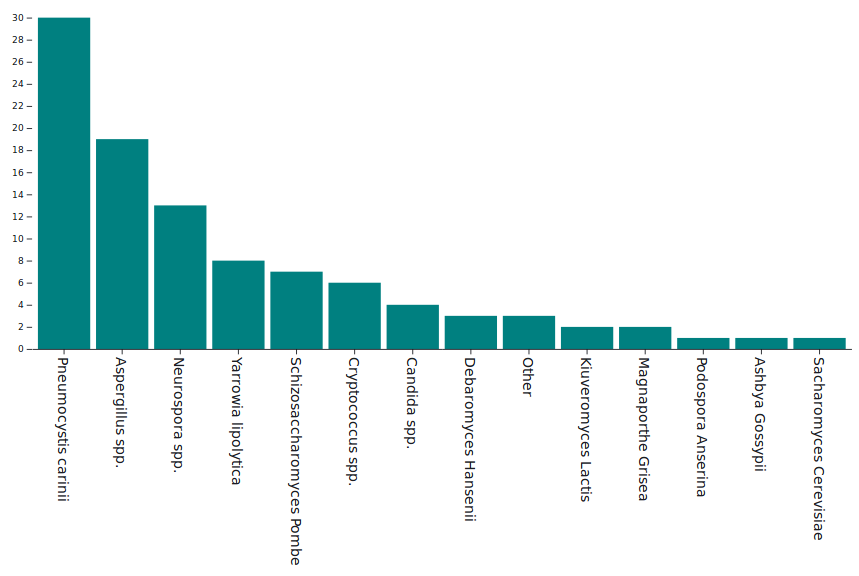 30
28
26
24
22
20
18
16
14
12
10
8
6
4
2
0
Pneumocystis carinii
Aspergillus spp.
Neurospora spp.
Yarrowia lipolytica
Schizosaccharomyces Pombe
Cryptococcus spp.
Candida spp.
Debaromyces Hansenii
Other
Kiuveromyces Lactis
Magnaporthe Grisea
Podospora Anserina
Ashbya Gossypii
Sacharomyces Cerevisiae